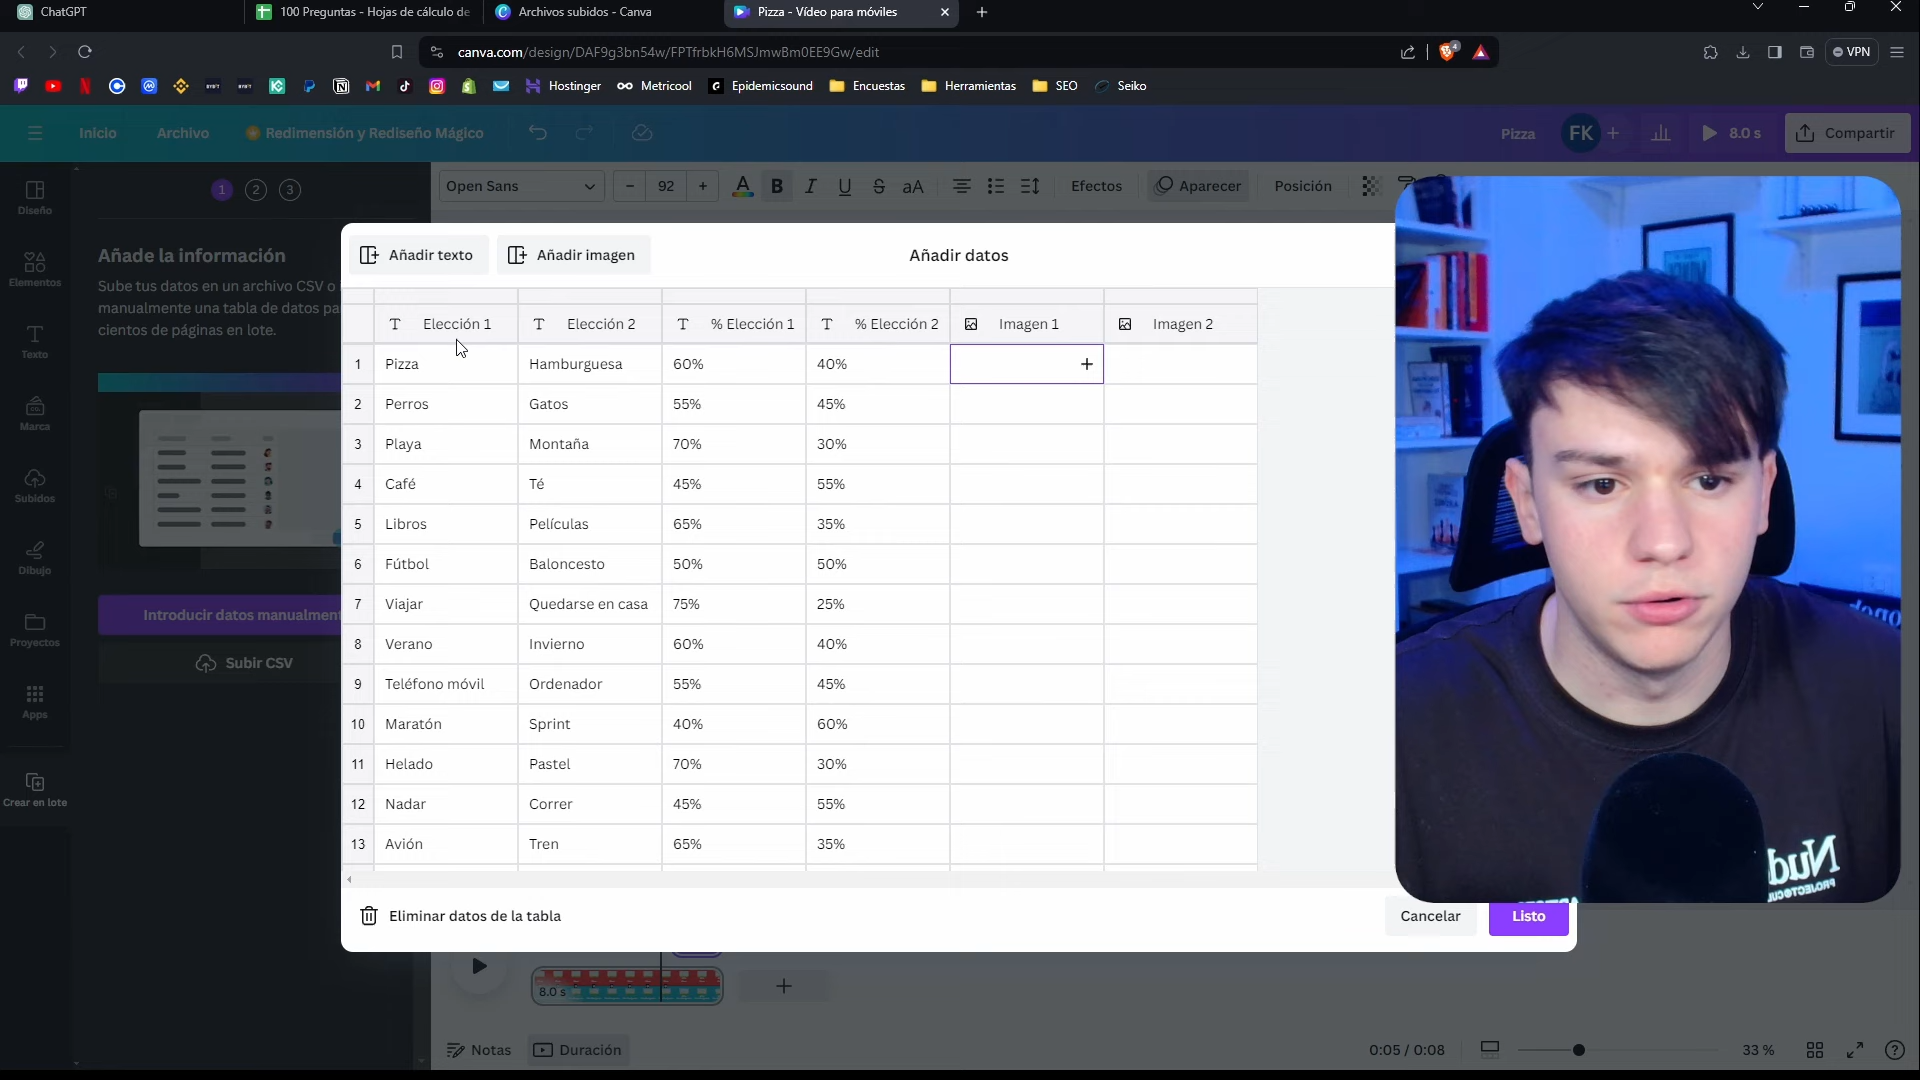 ChatGPT
100 Preguntas - Hojas de cálculo de
Archivos subidos - Canva
Pizza - Vídeo para móviles
canva.com/design/DAF9g3bn54w/FPTfrbkH6MSJmwBm0EE9Gw/edit
4
VPN
Hostinger
Metricool
Epidemicsound
Encuestas
Herramientas
SEO
Seiko
Inicio
Archivo
Redimensión y Rediseño Mágico
Pizza
FK
8.0 s
Compartir
Diseño
Elementos
Texto
Marca
Subidos
Dibujo
Proyectos
Apps
Crear en lote
1 2 3
Añade la información
Sube tus datos en un archivo CSV o
manualmente una tabla de datos pa
cientos de páginas en lote.
Introducir datos manualment
Subir CSV
Open Sans
92
B I U S aA
Efectos
Aparecer
Posición
Añadir texto
Añadir imagen
Añadir datos
Elección 1 Elección 2 % Elección 1 % Elección 2 Imagen 1 Imagen 2
1 Pizza Hamburguesa 60% 40%
2 Perros Gatos 55% 45%
3 Playa Montaña 70% 30%
4 Café Té 45% 55%
5 Libros Películas 65% 35%
6 Fútbol Baloncesto 50% 50%
7 Viajar Quedarse en casa 75% 25%
8 Verano Invierno 60% 40%
9 Teléfono móvil Ordenador 55% 45%
10 Maratón Sprint 40% 60%
11 Helado Pastel 70% 30%
12 Nadar Correr 45% 55%
13 Avión Tren 65% 35%
Eliminar datos de la tabla
Cancelar
Listo
8.0 s
Notas
Duración
0:05 / 0:08
33 %